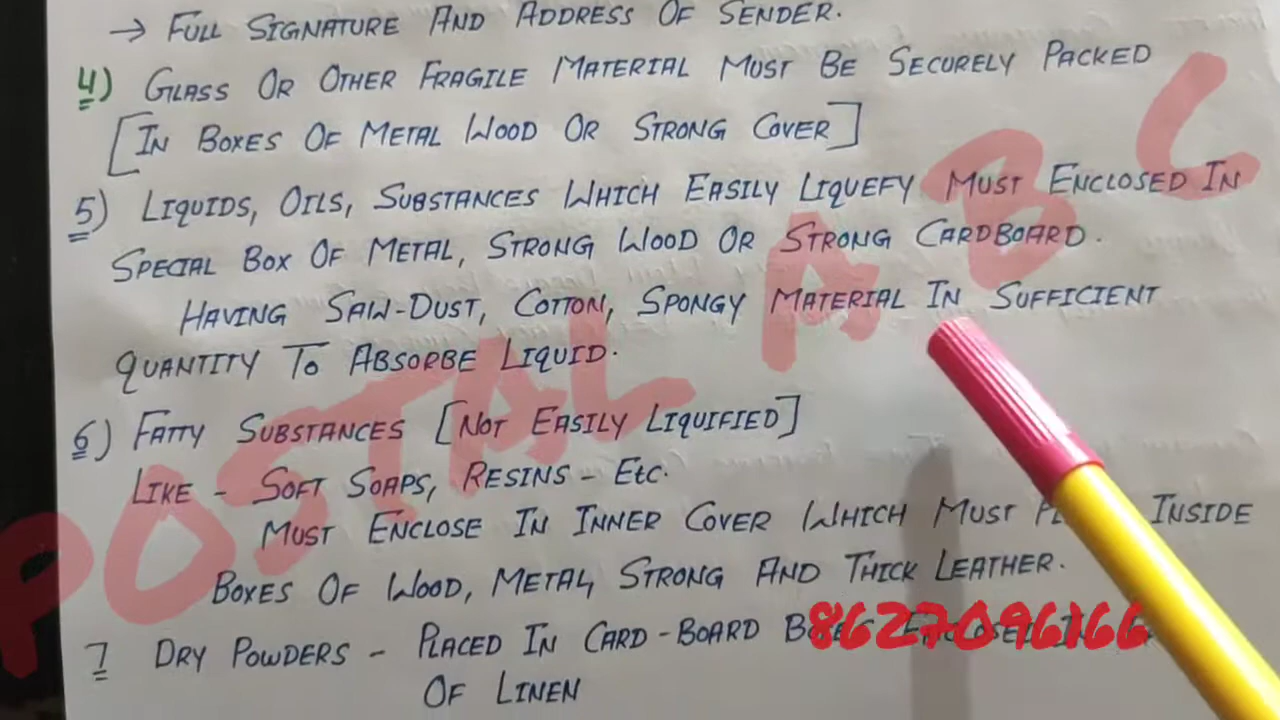 → FULL SIGNATURE AND ADDRESS OF SENDER.
4) GLASS OR OTHER FRAGILE MATERIAL MUST BE SECURELY PACKED
[IN BOXES OF METAL WOOD OR STRONG COVER]
5) LIQUIDS, OILS, SUBSTANCES WHICH EASILY LIQUEFY MUST ENCLOSED IN
SPECIAL BOX OF METAL, STRONG WOOD OR STRONG CARDBOARD.
HAVING SAW-DUST, COTTON, SPONGY MATERIAL IN SUFFICIENT
QUANTITY TO ABSORBE LIQUID.
6) FATTY SUBSTANCES [NOT EASILY LIQUIFIED]
LIKE - SOFT SOAPS, RESINS - ETC.
MUST ENCLOSE IN INNER COVER WHICH MUST INSIDE
BOXES OF WOOD, METAL, STRONG AND THICK LEATHER.
7 DRY POWDERS - PLACED IN CARD-BOARD ENCLOSED IN
OF LINEN
POSTAL A B C
8627096166